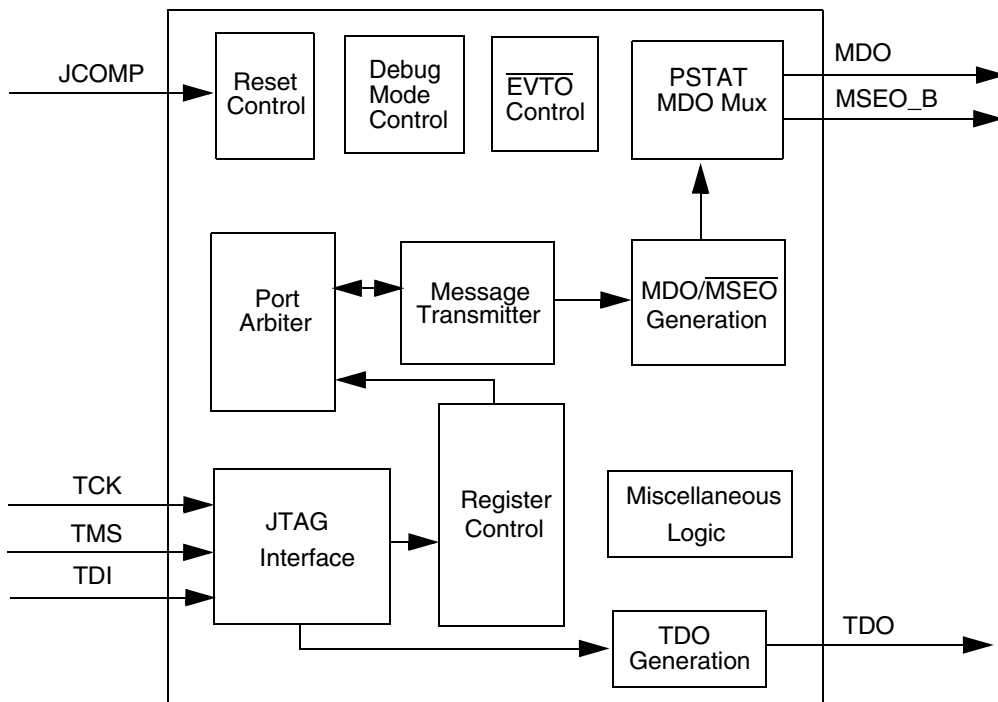 JCOMP
Reset
Control
Debug
Mode
Control
EVTO
Control
PSTAT
MDO Mux
MDO
MSEO_B
Port
Arbiter
Message
Transmitter
MDO/MSEO
Generation
TCK
TMS
TDI
JTAG
Interface
Register
Control
Miscellaneous
Logic
TDO
Generation
TDO